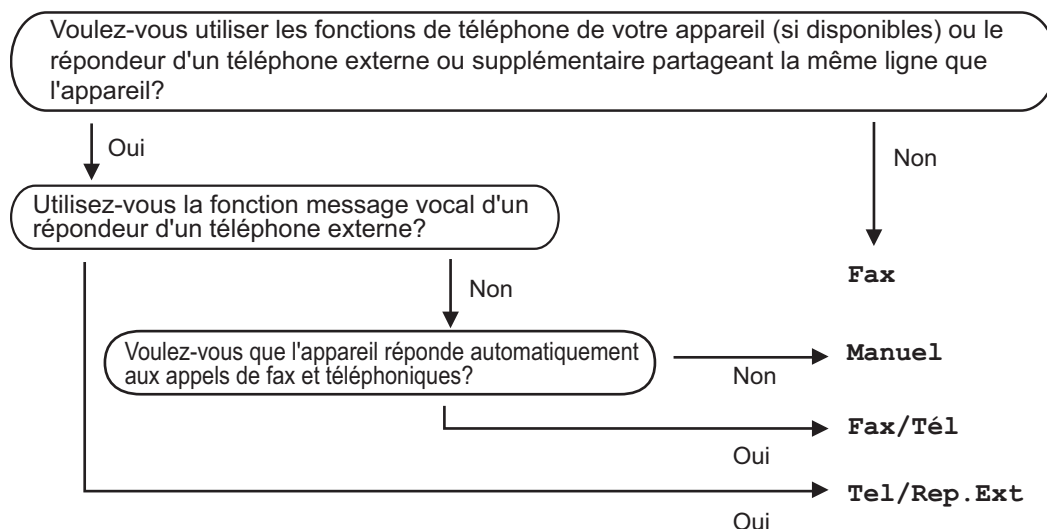 Voulez-vous utiliser les fonctions de téléphone de votre appareil (si disponibles) ou le
répondeur d'un téléphone externe ou supplémentaire partageant la même ligne que
l'appareil?
Oui
Non
Utilisez-vous la fonction message vocal d'un
répondeur d'un téléphone externe?
Fax
Non
Voulez-vous que l'appareil réponde automatiquement
aux appels de fax et téléphoniques?
Manuel
Non
Fax/Tél
Oui
Tel/Rep.Ext
Oui